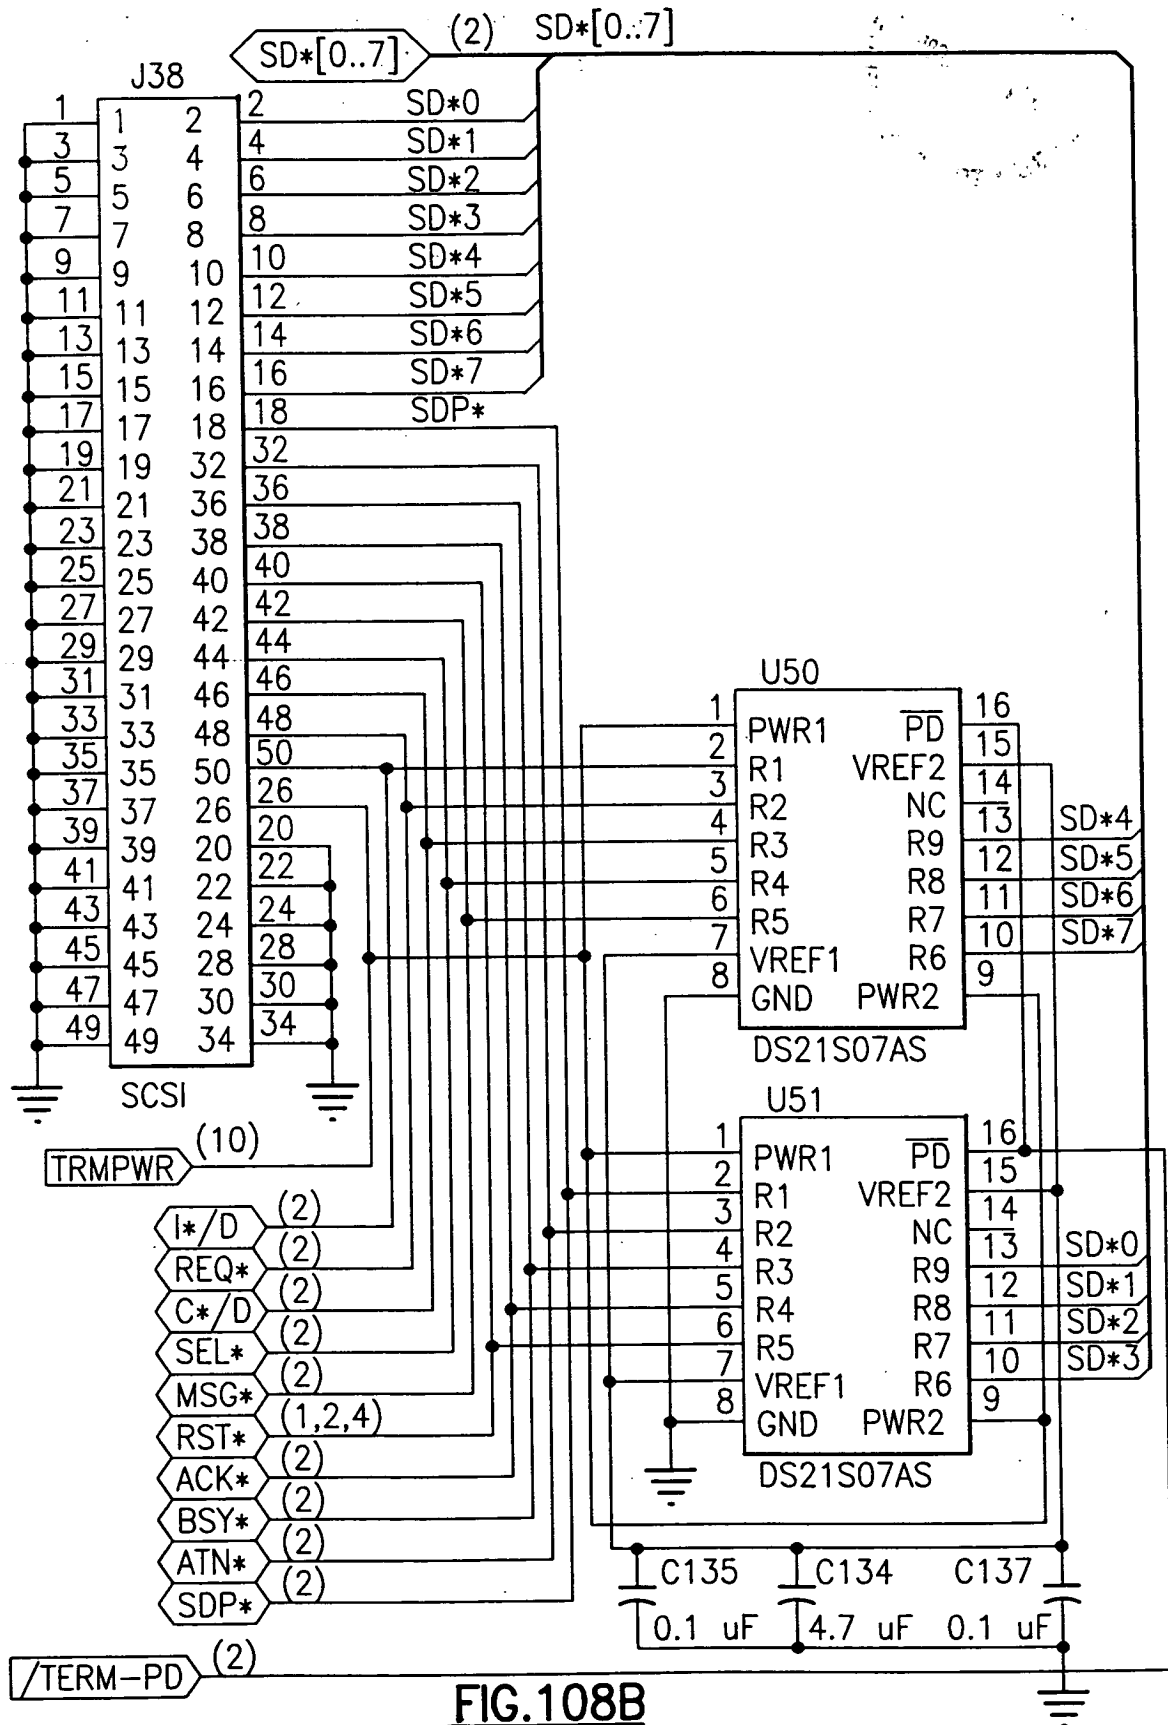 SD*[0..7] (2) SD*[0..7]
J38
1 1 2 2 SD*0
3 3 4 4 SD*1
5 5 6 6 SD*2
7 7 8 8 SD*3
9 9 10 10 SD*4
11 11 12 12 SD*5
13 13 14 14 SD*6
15 15 16 16 SD*7
17 17 18 18 SDP*
19 19 32 32
21 21 36 36
23 23 38 38
25 25 40 40
27 27 42 42
29 29 44 44
31 31 46 46
33 33 48 48
35 35 50 50
37 37 26 26
39 39 20 20
41 41 22 22
43 43 24 24
45 45 28 28
47 47 30 30
49 49 34 34
SCSI
U50
1 PWR1 PD 16
2 R1 VREF2 15
3 R2 NC 14
4 R3 R9 13 SD*4
5 R4 R8 12 SD*5
6 R5 R7 11 SD*6
7 VREF1 R6 10 SD*7
8 GND PWR2 9
DS21S07AS
U51
1 PWR1 PD 16
2 R1 VREF2 15
3 R2 NC 14
4 R3 R9 13 SD*0
5 R4 R8 12 SD*1
6 R5 R7 11 SD*2
7 VREF1 R6 10 SD*3
8 GND PWR2 9
DS21S07AS
TRMPWR (10)
I*/D (2)
REQ* (2)
C*/D (2)
SEL* (2)
MSG* (2)
RST* (1,2,4)
ACK* (2)
BSY* (2)
ATN* (2)
SDP* (2)
C135 C134 C137
0.1 uF 4.7 uF 0.1 uF
/TERM-PD (2)
FIG.108B